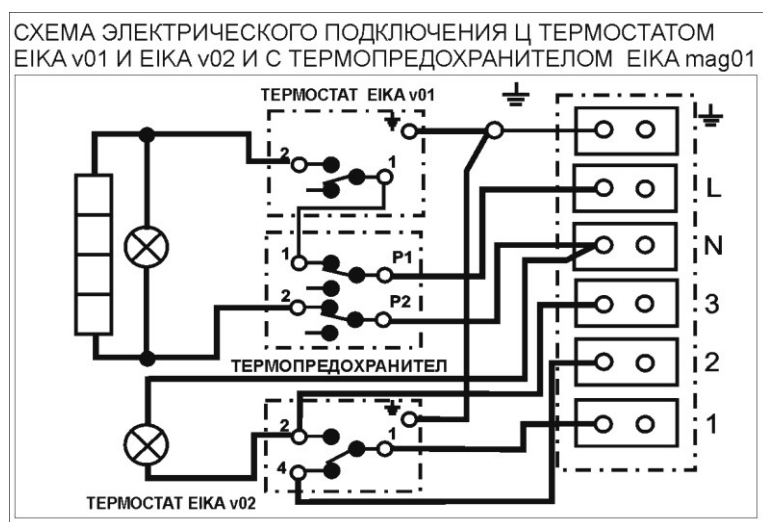 СХЕМА ЭЛЕКТРИЧЕСКОГО ПОДКЛЮЧЕНИЯ Ц ТЕРМОСТАТОМ
EIKA v01 И EIKA v02 И С ТЕРМОПРЕДОХРАНИТЕЛОМ EIKA mag01
ТЕРМОСТАТ EIKA v01
2
1
L
1
P1
N
2
P2
3
ТЕРМОПРЕДОХРАНИТЕЛ
2
2
1
1
4
ТЕРМОСТАТ EIKA v02